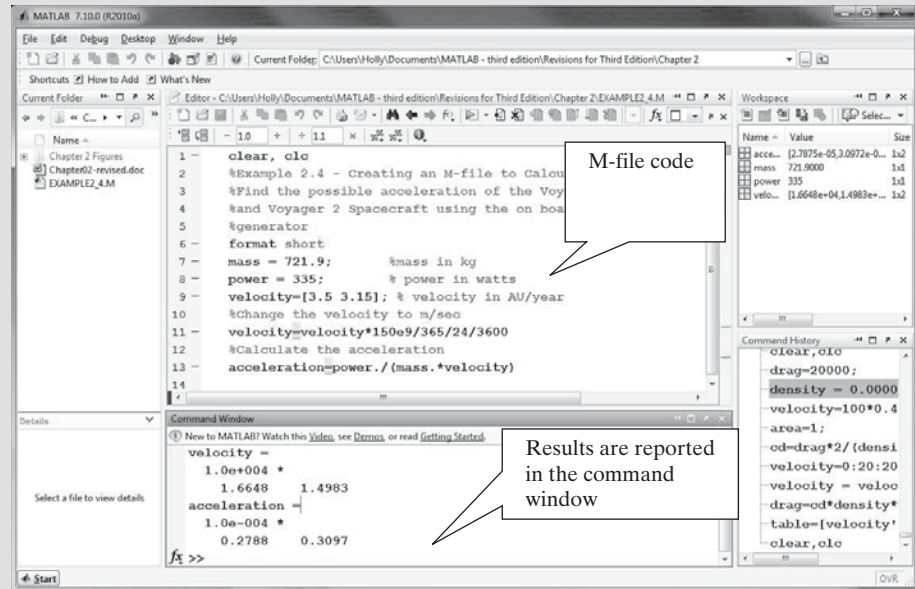 MATLAB 7.10.0 (R2010a)
File Edit Debug Desktop Window Help
Current Folder: C:\Users\Holly\Documents\MATLAB - third edition\Revisions for Third Edition\Chapter 2
Shortcuts How to Add What's New
Current Folder
« C...
Name
Chapter 2 Figures
Chapter02-revised.doc
EXAMPLE2_4.M
Details
Select a file to view details
Editor - C:\Users\Holly\Documents\MATLAB - third edition\Revisions for Third Edition\Chapter 2\EXAMPLE2_4.M
- 1.0 + ÷ 1.1 ×
1 - clear, clc
2 %Example 2.4 - Creating an M-file to Calcu
3 %Find the possible acceleration of the Voy
4 %and Voyager 2 Spacecraft using the on boa
5 %generator
6 - format short
7 - mass = 721.9; %mass in kg
8 - power = 335; % power in watts
9 - velocity=[3.5 3.15]; % velocity in AU/year
10 %Change the velocity to m/sec
11 - velocity=velocity*150e9/365/24/3600
12 %Calculate the acceleration
13 - acceleration=power./(mass.*velocity)
14
M-file code
Command Window
New to MATLAB? Watch this Video, see Demos, or read Getting Started.
velocity =
1.0e+004 *
1.6648 1.4983
acceleration =
1.0e-004 *
0.2788 0.3097
fx >>
Results are reported
in the command
window
Workspace
Selec...
Name Value Size
acce... [2.7875e-05,3.0972e-0... 1x2
mass 721.9000 1x1
power 335 1x1
velo... [1.6648e+04,1.4983e+... 1x2
Command History
clear,clc
drag=20000;
density = 0.0000
velocity=100*0.4
area=1;
cd=drag*2/(densi
velocity=0:20:20
velocity = veloc
drag=cd*density*
table=[velocity'
clear,clc
Start
OVR